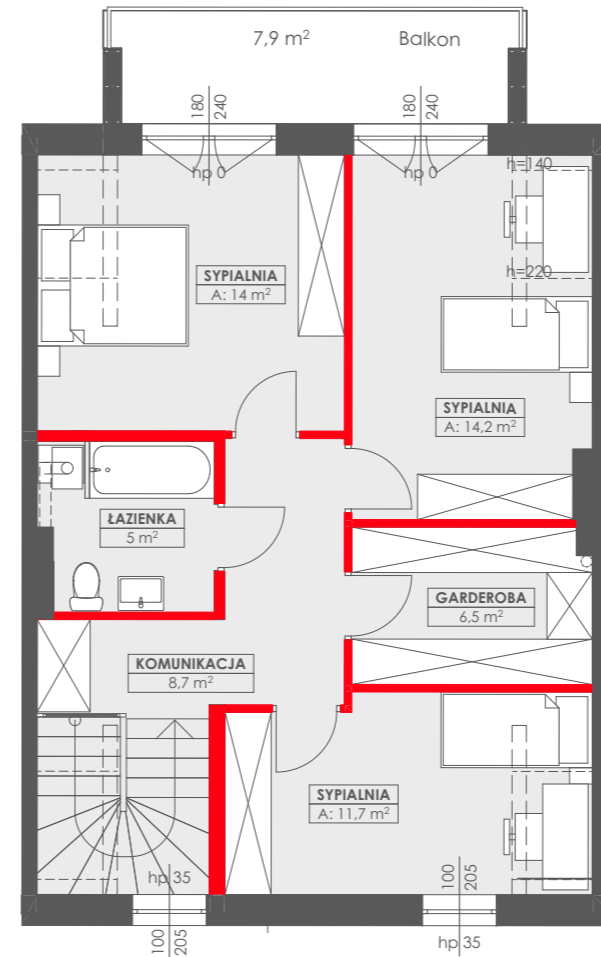 7,9 m² Balkon
180
240
180
240
hp 0
hp 0
h=140
h=220
SYPIALNIA
A: 14 m²
SYPIALNIA
A: 14,2 m²
ŁAZIENKA
5 m²
GARDEROBA
6,5 m²
KOMUNIKACJA
8,7 m²
SYPIALNIA
A: 11,7 m²
hp 35
100
205
100
205
hp 35